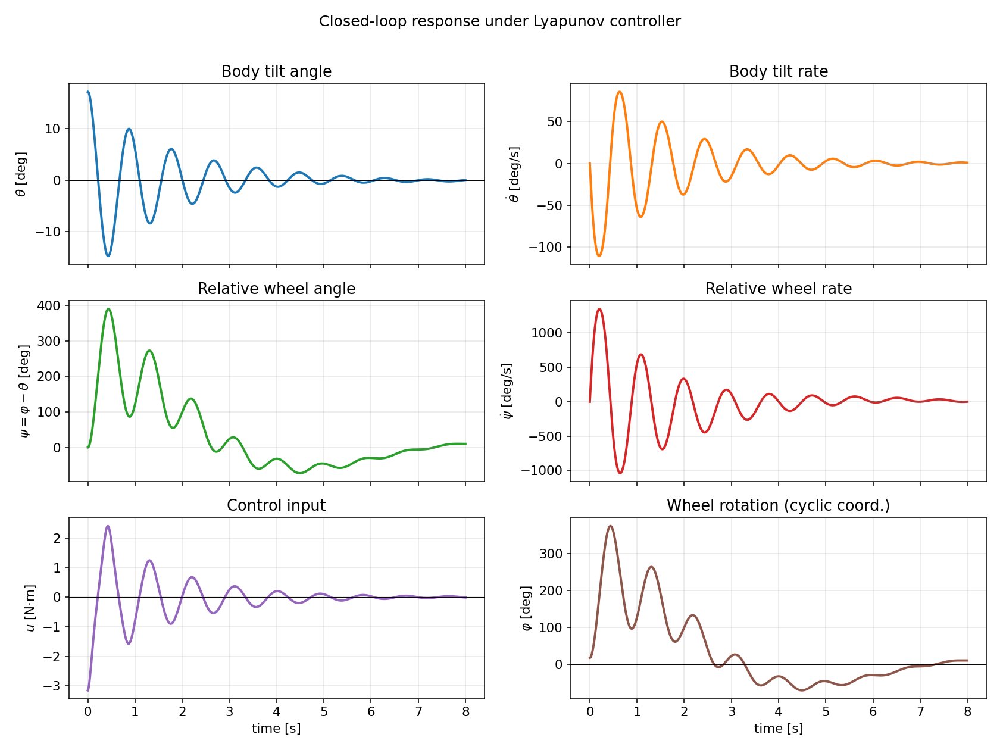 Closed-loop response under Lyapunov controller
Body tilt angle
θ [deg]
10
0
−10
Body tilt rate
θ̇ [deg/s]
50
0
−50
−100
Relative wheel angle
ψ = φ − θ [deg]
400
300
200
100
0
Relative wheel rate
ψ̇ [deg/s]
1000
500
0
−500
−1000
Control input
u [N·m]
2
1
0
−1
−2
−3
0 1 2 3 4 5 6 7 8
time [s]
Wheel rotation (cyclic coord.)
φ [deg]
300
200
100
0
0 1 2 3 4 5 6 7 8
time [s]